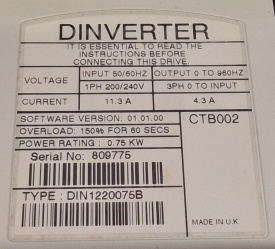 DINVERTER
IT IS ESSENTIAL TO READ THE
INSTRUCTIONS BEFORE
CONNECTING THIS DRIVE.
VOLTAGE INPUT 50/60HZ OUTPUT 0 TO 960HZ
1PH 200/240V 3PH 0 TO INPUT
CURRENT 11.3 A 4.3 A
SOFTWARE VERSION: 01.01.00 CTB002
OVERLOAD: 150% FOR 60 SECS
POWER RATING : 0.75 KW
Serial No: 809775
TYPE : DIN1220075B
MADE IN U.K